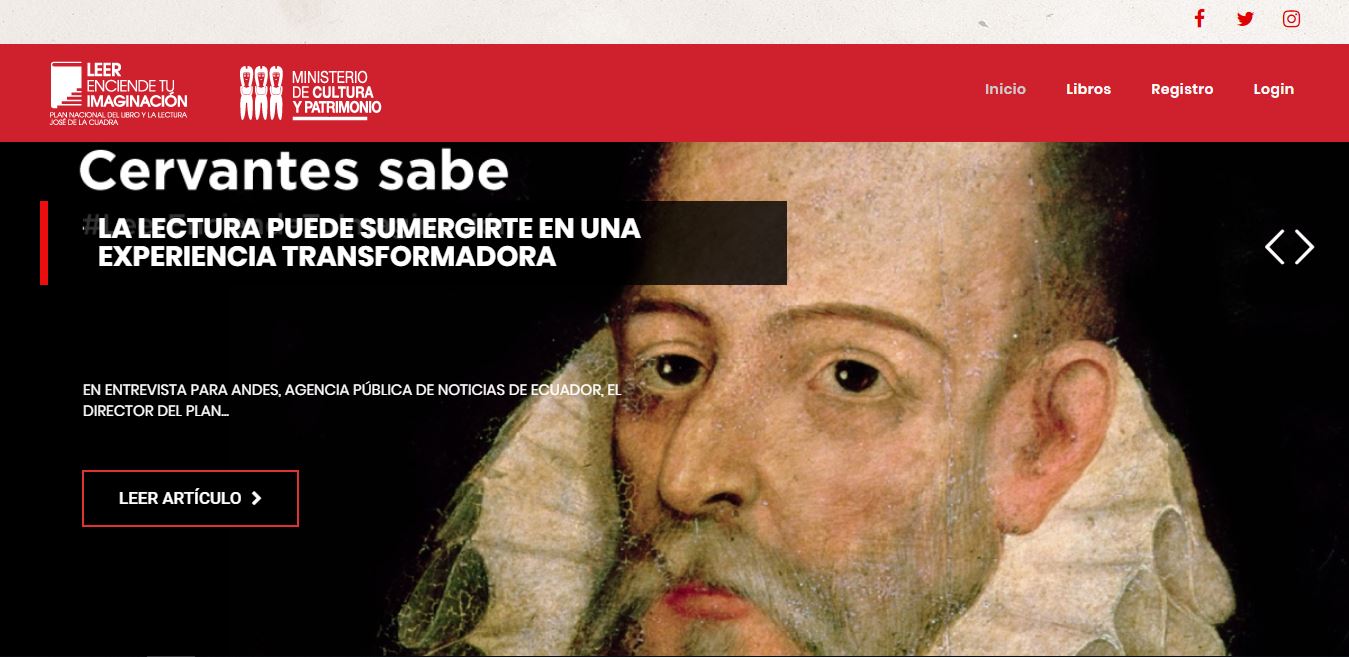 LEER
ENCIENDE TU
IMAGINACIÓN
PLAN NACIONAL DEL LIBRO Y LA LECTURA
JOSÉ DE LA CUADRA
MINISTERIO
DE CULTURA
Y PATRIMONIO
Inicio Libros Registro Login
Cervantes sabe
LA LECTURA PUEDE SUMERGIRTE EN UNA
EXPERIENCIA TRANSFORMADORA
EN ENTREVISTA PARA ANDES, AGENCIA PÚBLICA DE NOTICIAS DE ECUADOR, EL
DIRECTOR DEL PLAN...
LEER ARTÍCULO